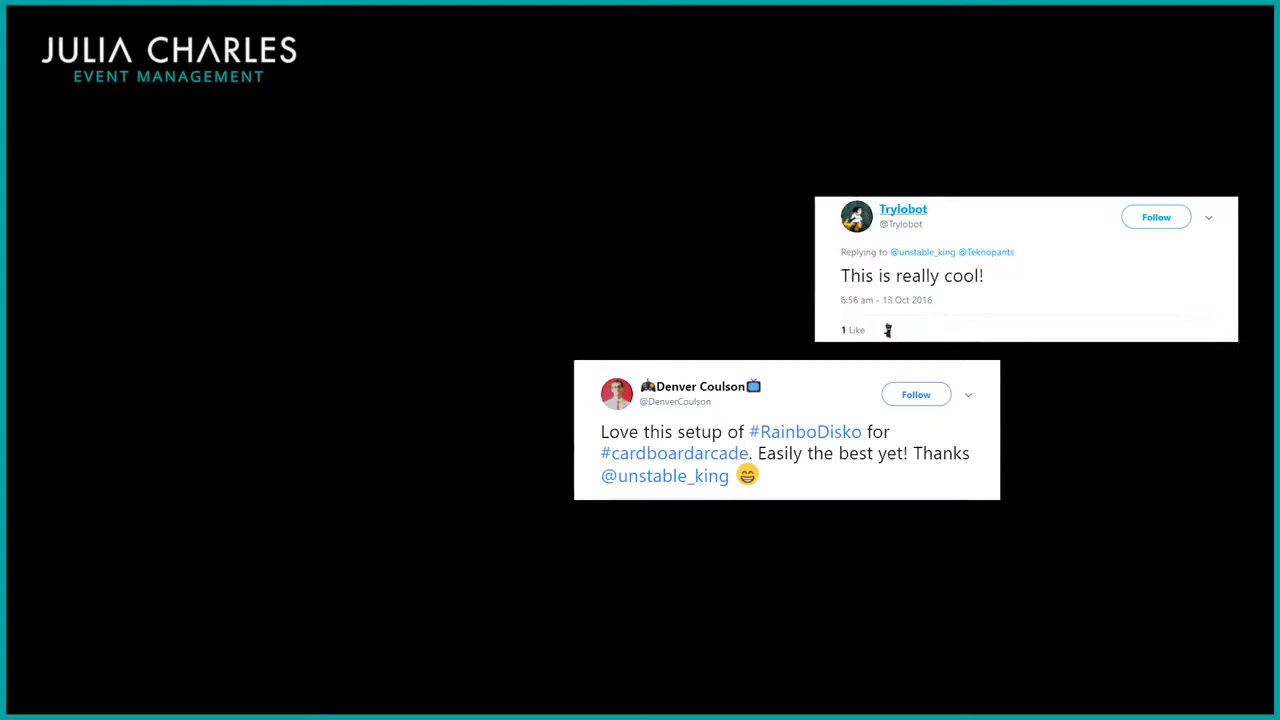 JULIA CHARLES
EVENT MANAGEMENT
Trylobot
@Trylobot
Follow
Replying to @unstable_king @Teknopants
This is really cool!
6:56 am - 13 Oct 2016
1 Like
🎮Denver Coulson📺
@DenverCoulson
Follow
Love this setup of #RainboDisko for
#cardboardarcade. Easily the best yet! Thanks
@unstable_king 😄